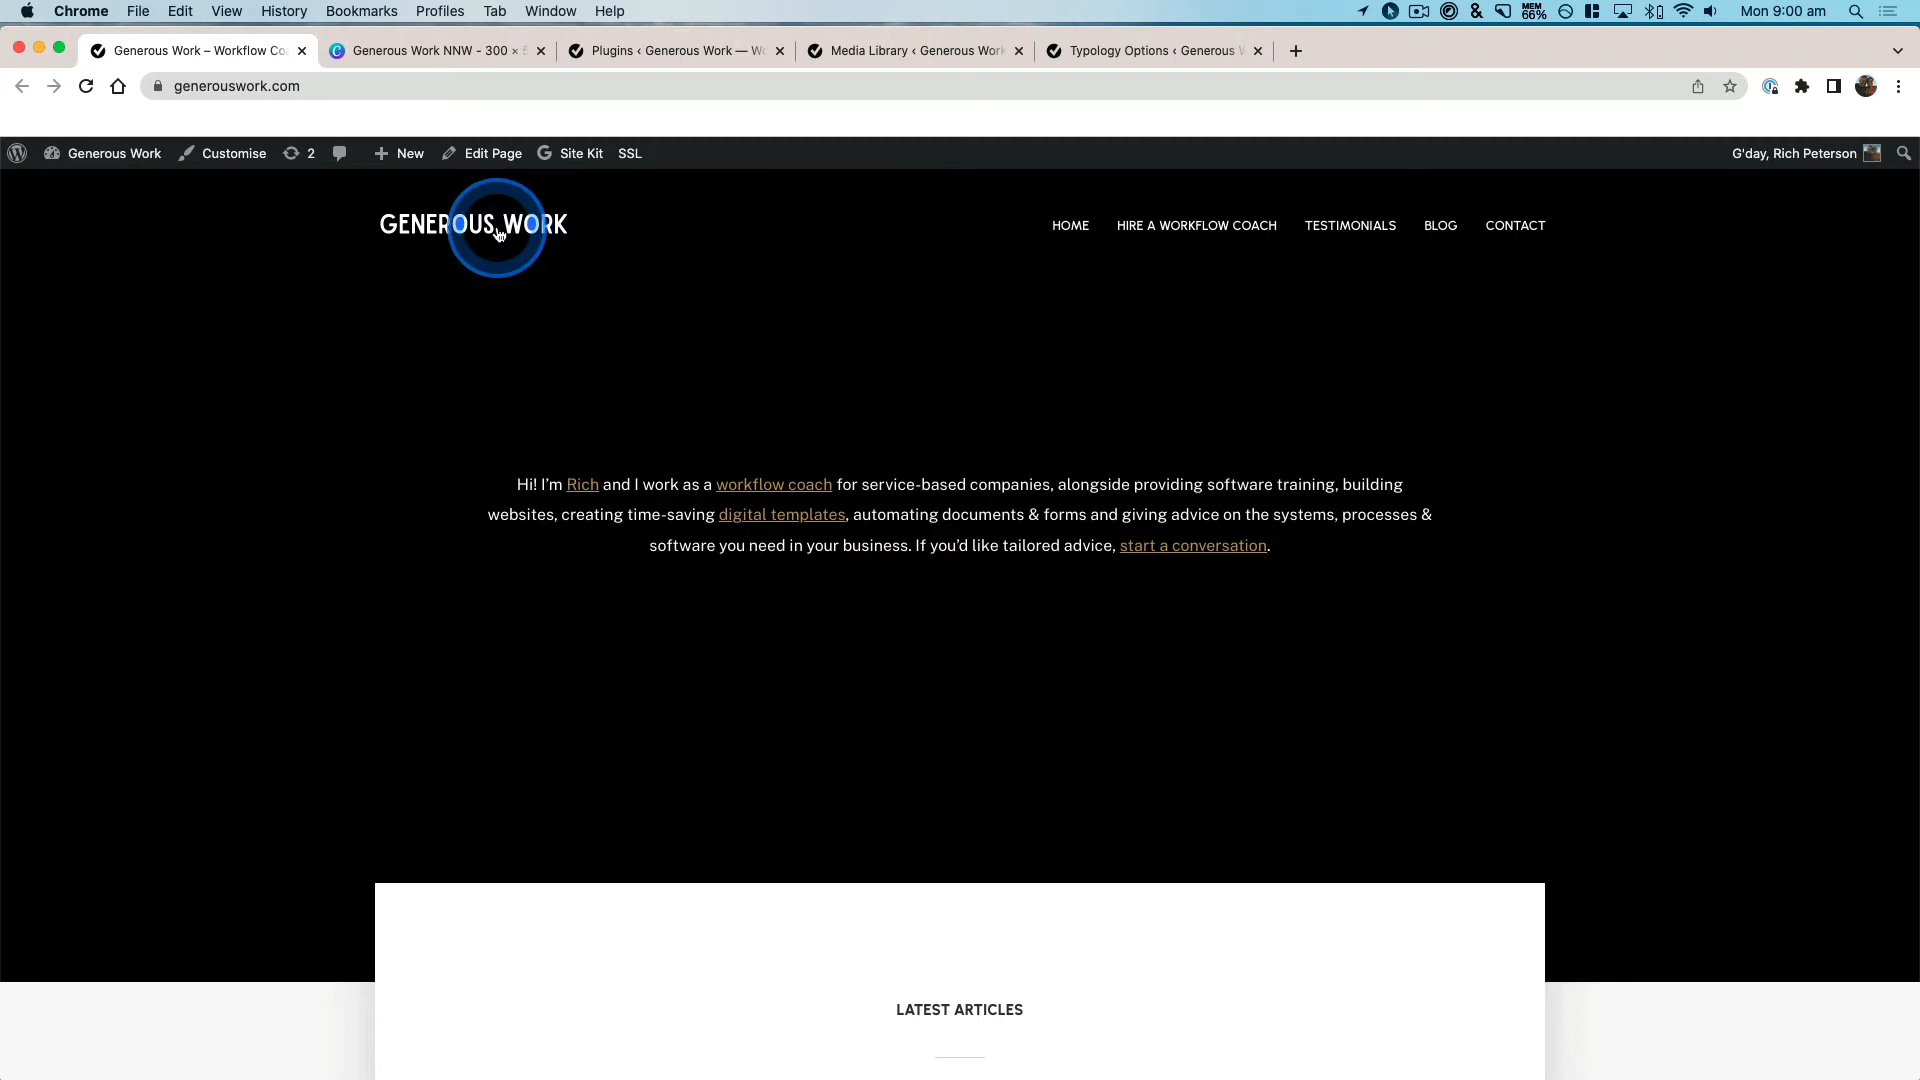 Chrome File Edit View History Bookmarks Profiles Tab Window Help MEM 66% Mon 9:00 am
Generous Work – Workflow Co Generous Work NNW - 300 × Plugins ‹ Generous Work — Media Library ‹ Generous Work Typology Options ‹ Generous
generouswork.com
Generous Work Customise 2 New Edit Page Site Kit SSL G'day, Rich Peterson
GENEROUS WORK HOME HIRE A WORKFLOW COACH TESTIMONIALS BLOG CONTACT
Hi! I’m Rich and I work as a workflow coach for service-based companies, alongside providing software training, building
websites, creating time-saving digital templates, automating documents & forms and giving advice on the systems, processes &
software you need in your business. If you’d like tailored advice, start a conversation.
LATEST ARTICLES